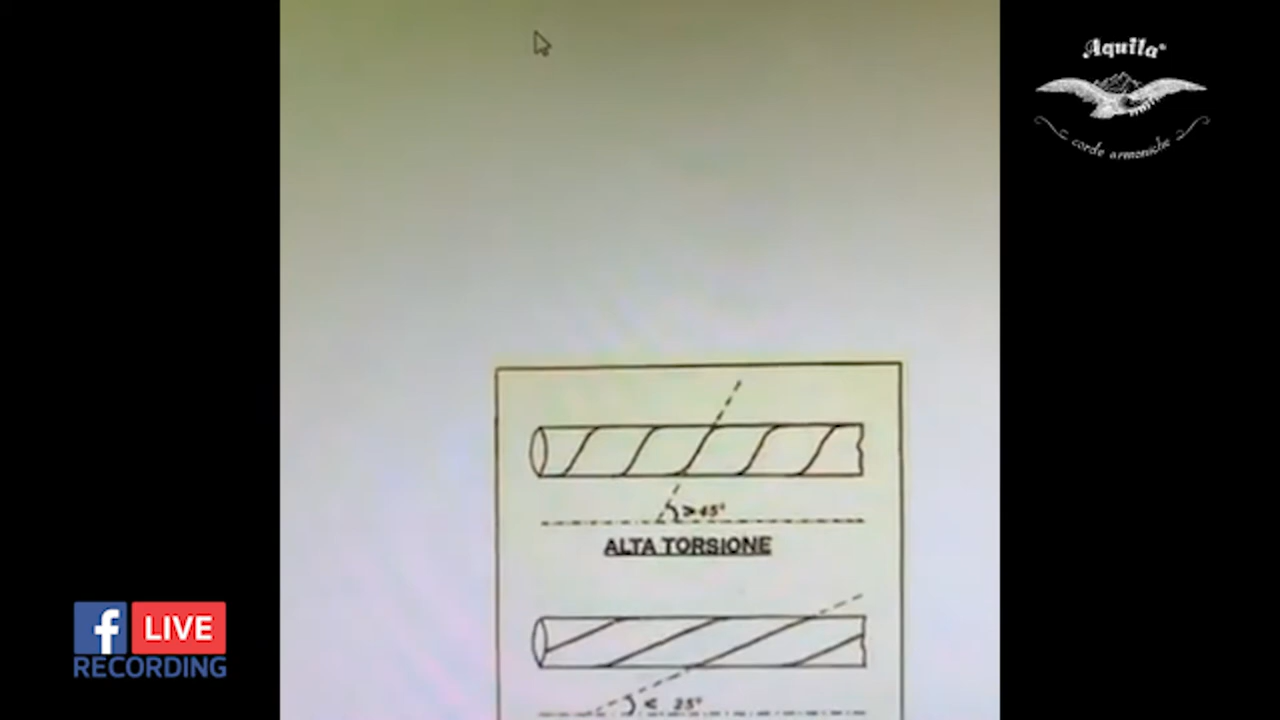 Aquila®
corde armoniche
> 45°
ALTA TORSIONE
< 25°
f LIVE
RECORDING